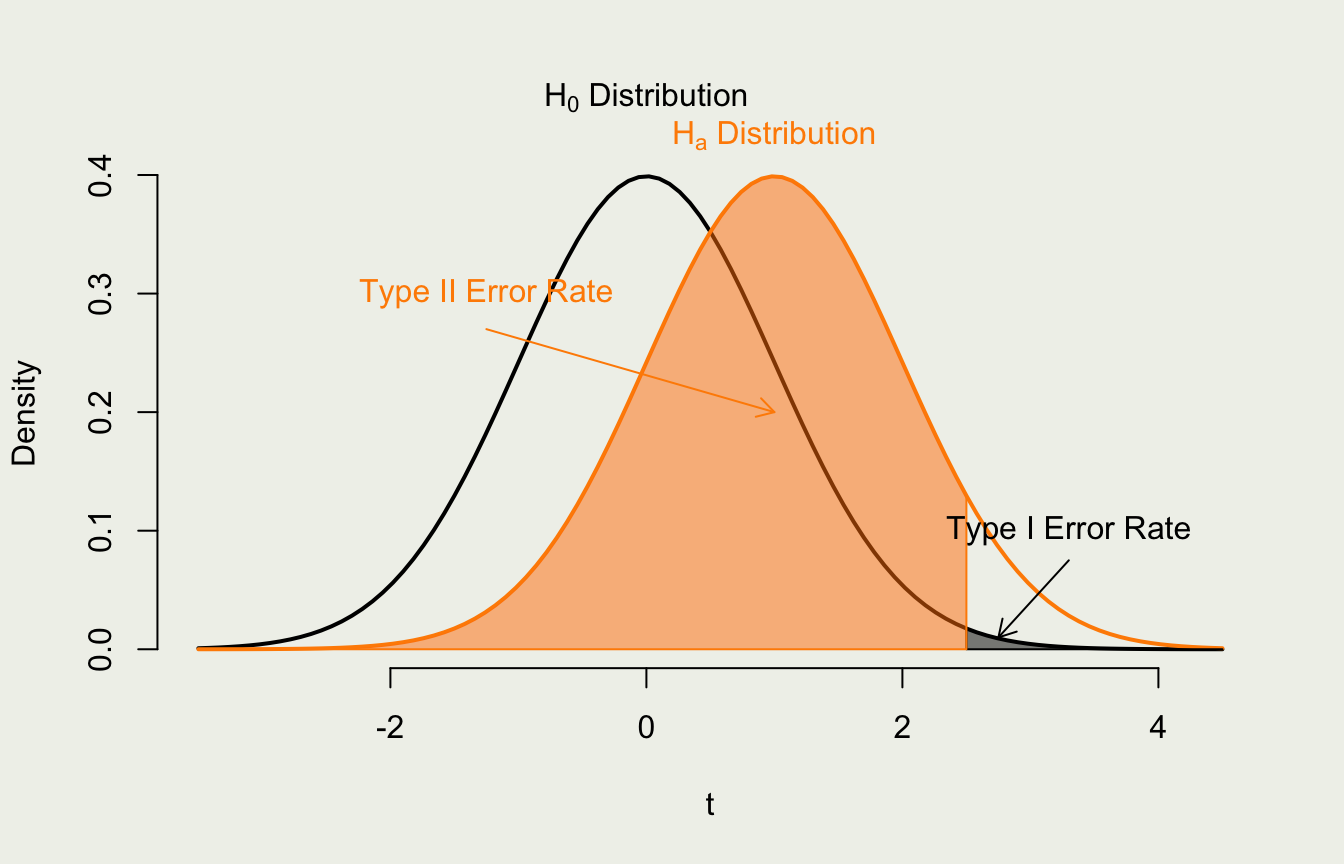 H₀ Distribution
Hₐ Distribution
0.4
0.3
0.2
0.1
0.0
Density
Type II Error Rate
Type I Error Rate
-2 0 2 4
t